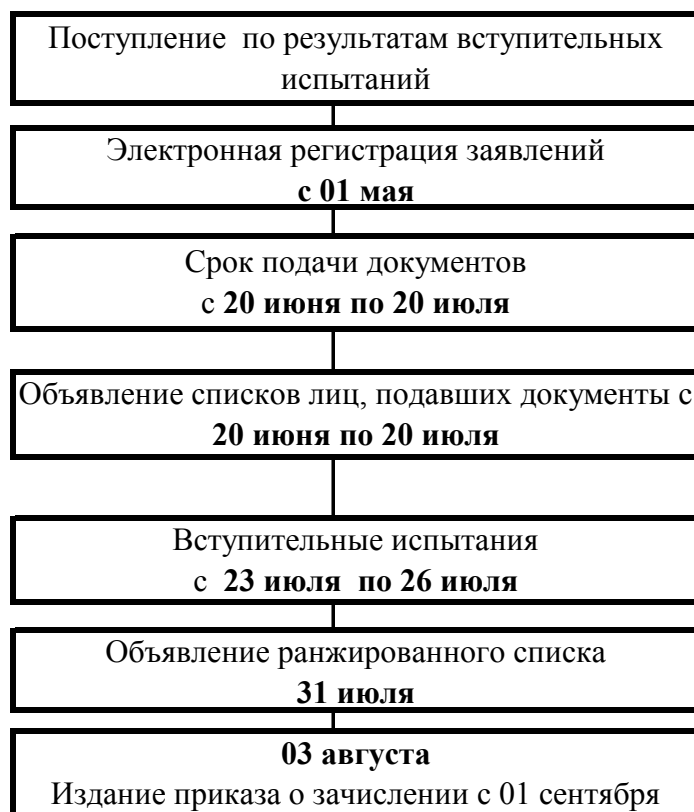 Поступление по результатам вступительных
испытаний
Электронная регистрация заявлений
с 01 мая
Срок подачи документов
с 20 июня по 20 июля
Объявление списков лиц, подавших документы с
20 июня по 20 июля
Вступительные испытания
с 23 июля по 26 июля
Объявление ранжированного списка
31 июля
03 августа
Издание приказа о зачислении с 01 сентября